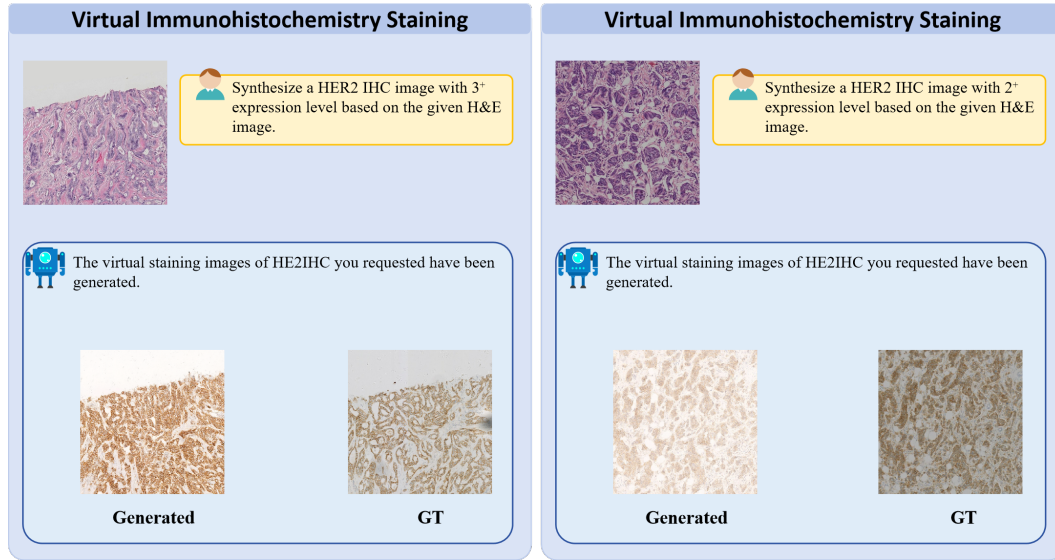 Virtual Immunohistochemistry Staining
Synthesize a HER2 IHC image with 3⁺
expression level based on the given H&E
image.
The virtual staining images of HE2IHC you requested have been
generated.
Generated
GT
Virtual Immunohistochemistry Staining
Synthesize a HER2 IHC image with 2⁺
expression level based on the given H&E
image.
The virtual staining images of HE2IHC you requested have been
generated.
Generated
GT